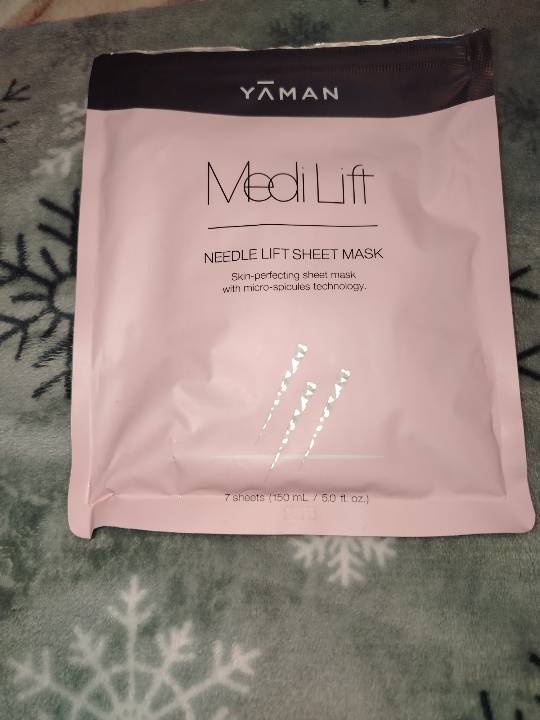 YĀMAN
Medi Lift
NEEDLE LIFT SHEET MASK
Skin-perfecting sheet mask
with micro-spicules technology.
7 sheets (150 mL / 5.0 fl. oz.)